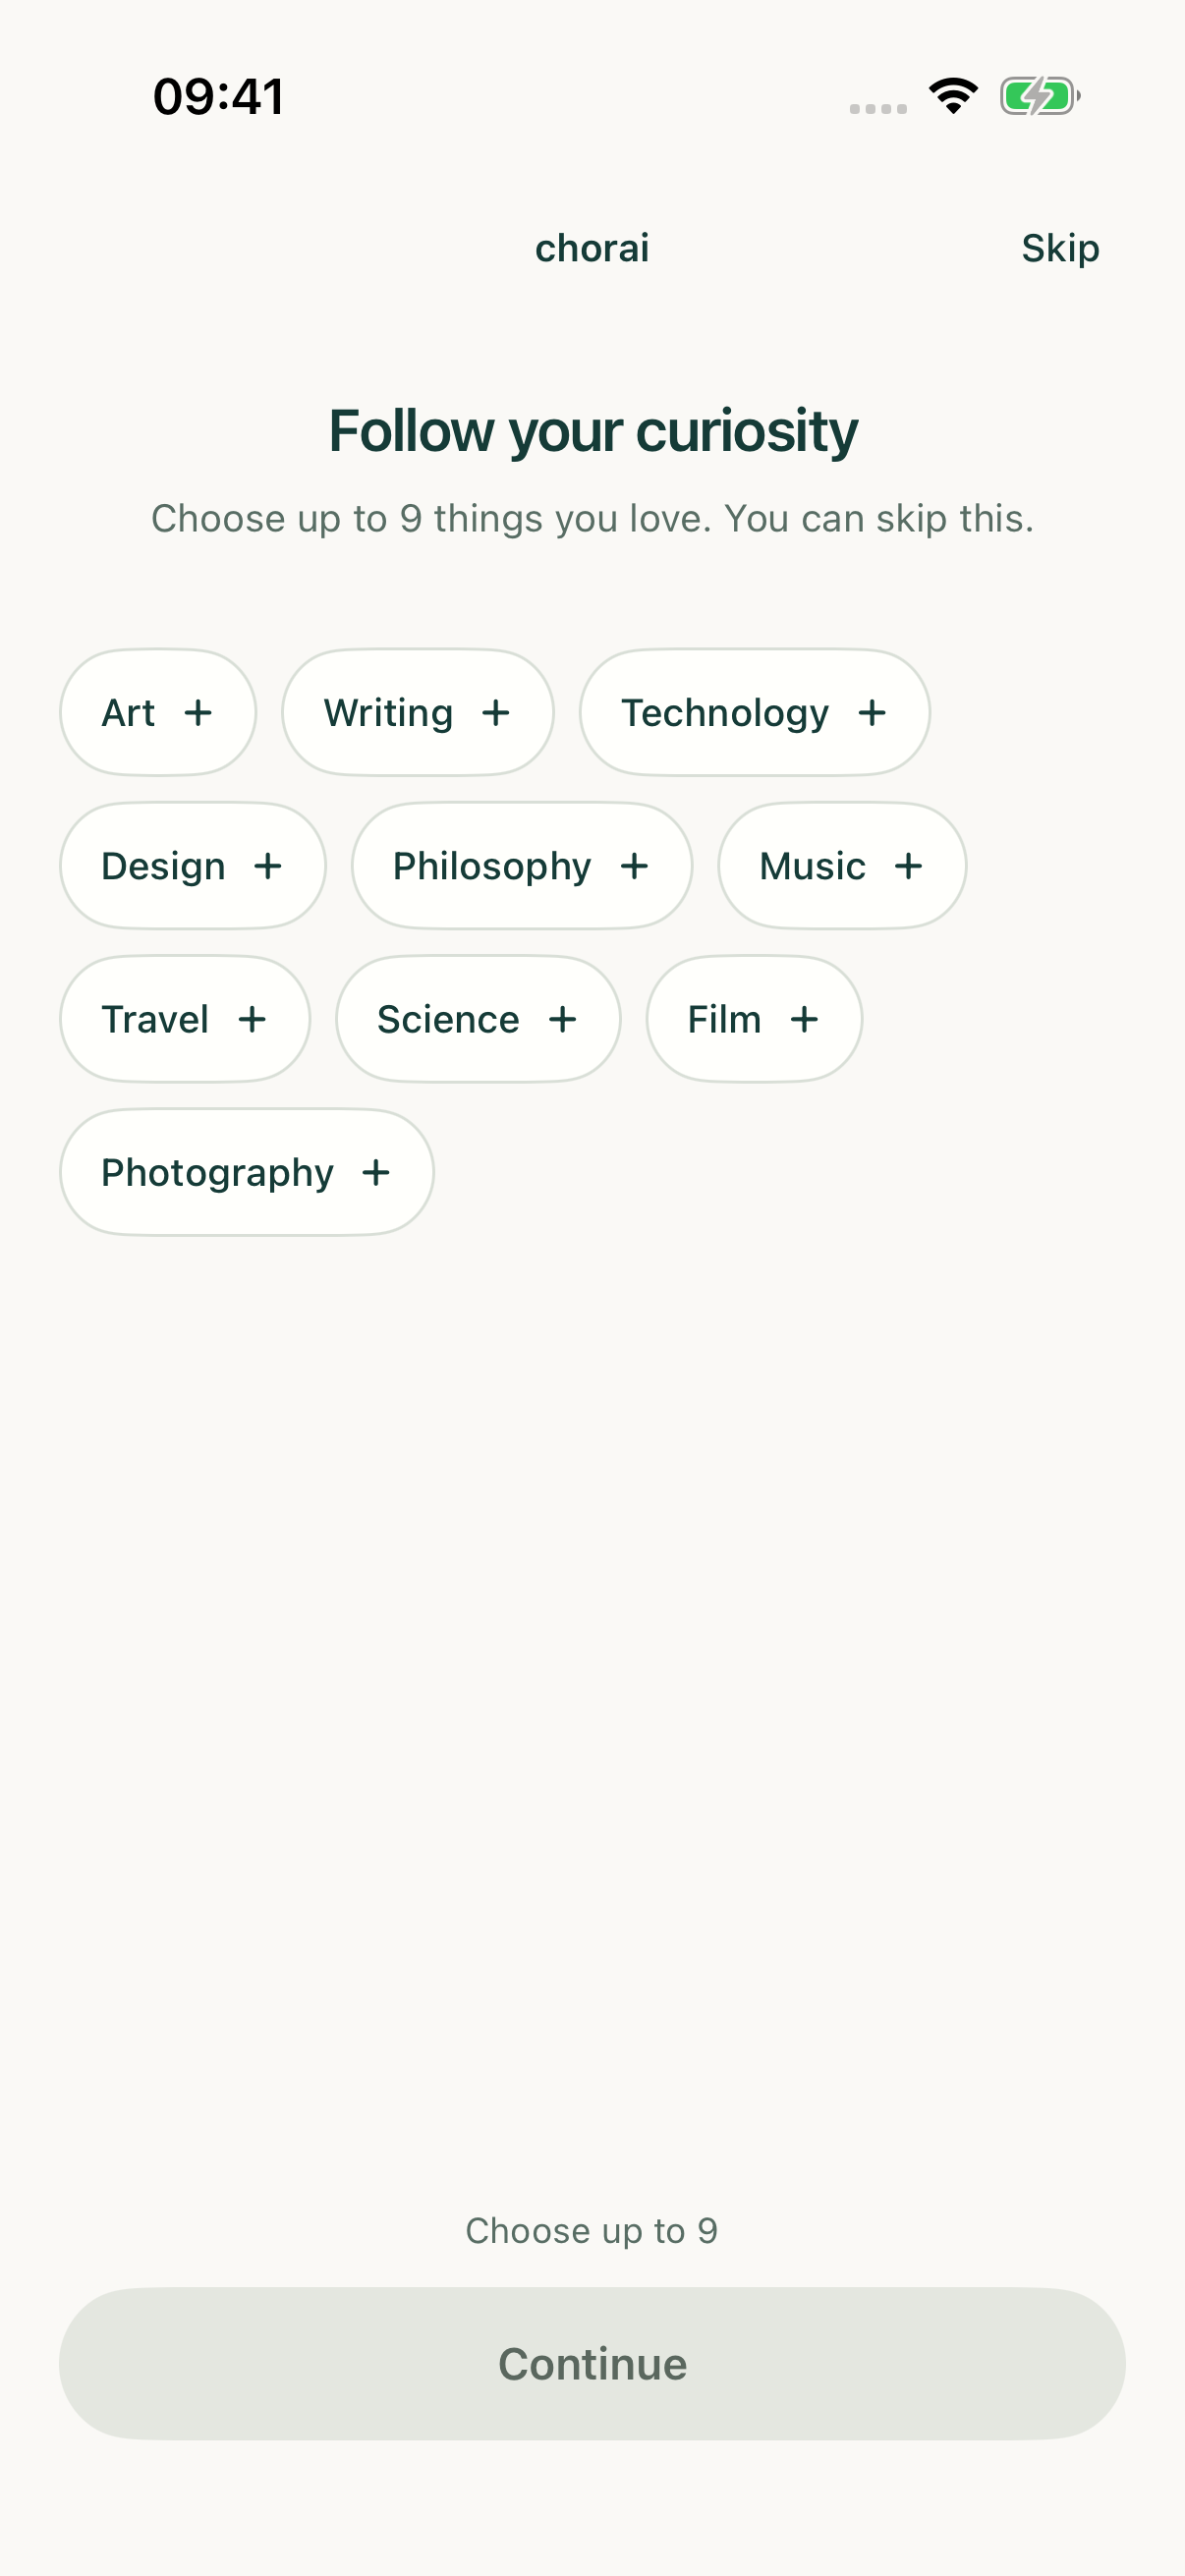 09:41
chorai Skip
Follow your curiosity
Choose up to 9 things you love. You can skip this.
Art + Writing + Technology +
Design + Philosophy + Music +
Travel + Science + Film +
Photography +
Choose up to 9
Continue